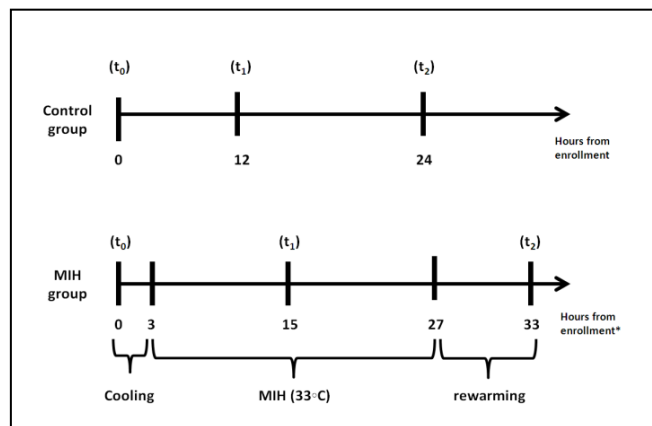 (t₀) (t₁) (t₂)
Control
group
Hours from
enrollment
0 12 24
(t₀) (t₁) (t₂)
MIH
group
0 3 15 27 33
Hours from
enrollment*
Cooling MIH (33◦C) rewarming